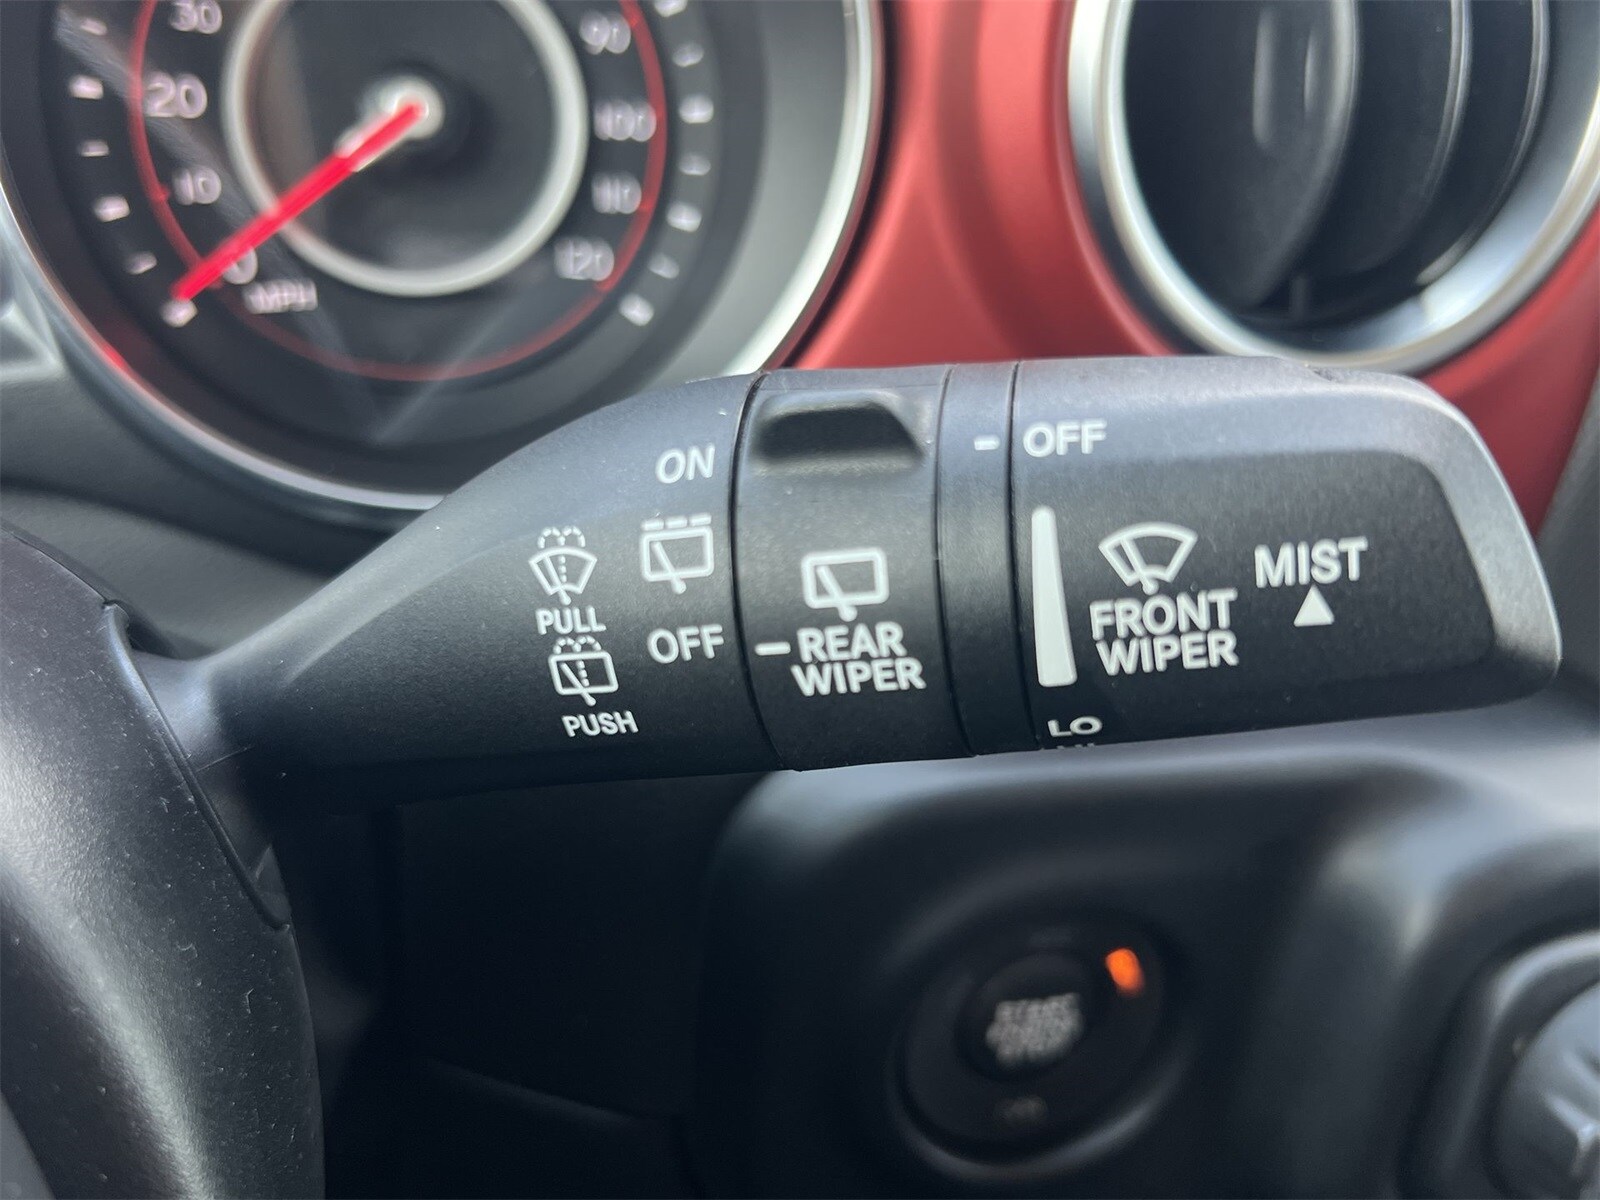 30
20
10
0
MPH
90
100
110
120
ON
OFF
PULL
PUSH
REAR
WIPER
OFF
FRONT
WIPER
MIST
LO